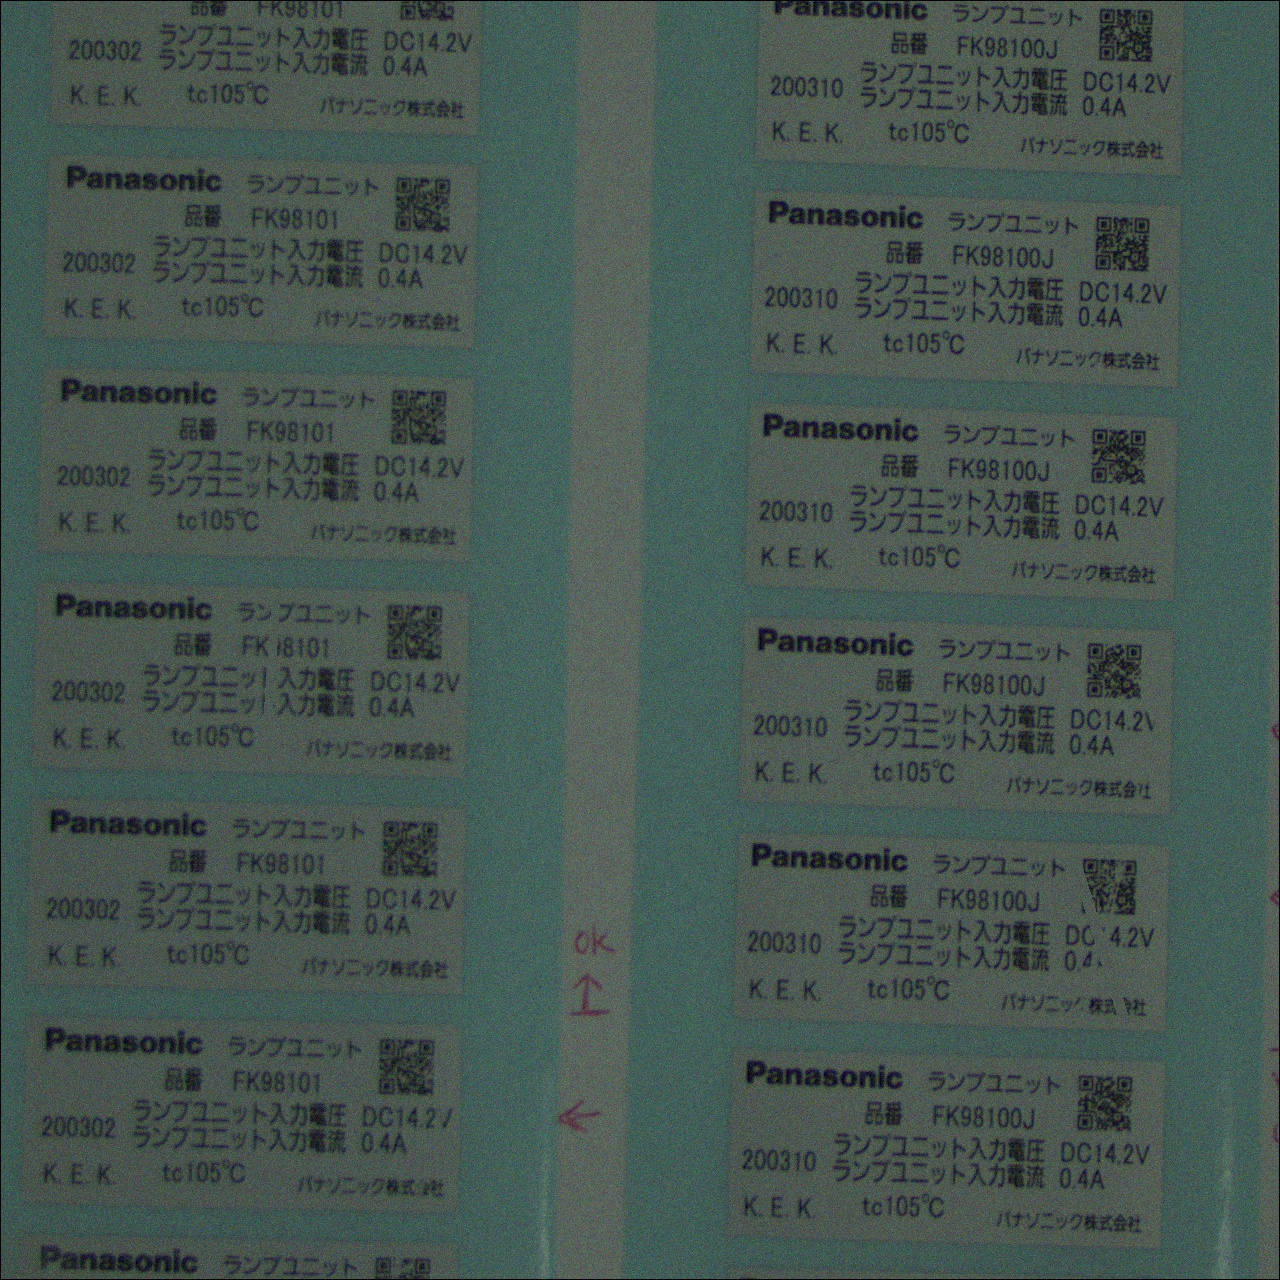 品番 FK98101
200302 ランプユニット入力電圧 DC14.2V
ランプユニット入力電流 0.4A
K. E. K. tc105℃ パナソニック株式会社
Panasonic ランプユニット
品番 FK98101
200302 ランプユニット入力電圧 DC14.2V
ランプユニット入力電流 0.4A
K. E. K. tc105℃ パナソニック株式会社
Panasonic ランプユニット
品番 FK98101
200302 ランプユニット入力電圧 DC14.2V
ランプユニット入力電流 0.4A
K. E. K. tc105℃ パナソニック株式会社
Panasonic ランプユニット
品番 FK 8101
200302 ランプユニッ 入力電圧 DC14.2V
ランプユニッ 入力電流 0.4A
K. E. K. tc105℃ パナソニック株式会社
Panasonic ランプユニット
品番 FK98101
200302 ランプユニット入力電圧 DC14.2V
ランプユニット入力電流 0.4A
K. E. K. tc105℃ パナソニック株式会社
Panasonic ランプユニット
品番 FK98101
200302 ランプユニット入力電圧 DC14.2V
ランプユニット入力電流 0.4A
K. E. K. tc105℃ パナソニック株式会社
Panasonic ランプユニット
ok
Panasonic ランプユニット
品番 FK98100J
200310 ランプユニット入力電圧 DC14.2V
ランプユニット入力電流 0.4A
K. E. K. tc105℃ パナソニック株式会社
Panasonic ランプユニット
品番 FK98100J
200310 ランプユニット入力電圧 DC14.2V
ランプユニット入力電流 0.4A
K. E. K. tc105℃ パナソニック株式会社
Panasonic ランプユニット
品番 FK98100J
200310 ランプユニット入力電圧 DC14.2V
ランプユニット入力電流 0.4A
K. E. K. tc105℃ パナソニック株式会社
Panasonic ランプユニット
品番 FK98100J
200310 ランプユニット入力電圧 DC14.2V
ランプユニット入力電流 0.4A
K. E. K. tc105℃ パナソニック株式会社
Panasonic ランプユニット
品番 FK98100J
200310 ランプユニット入力電圧 DC 4.2V
ランプユニット入力電流 0.4
K. E. K. tc105℃ パナソニック株式 社
Panasonic ランプユニット
品番 FK98100J
200310 ランプユニット入力電圧 DC14.2V
ランプユニット入力電流 0.4A
K. E. K. tc105℃ パナソニック株式会社